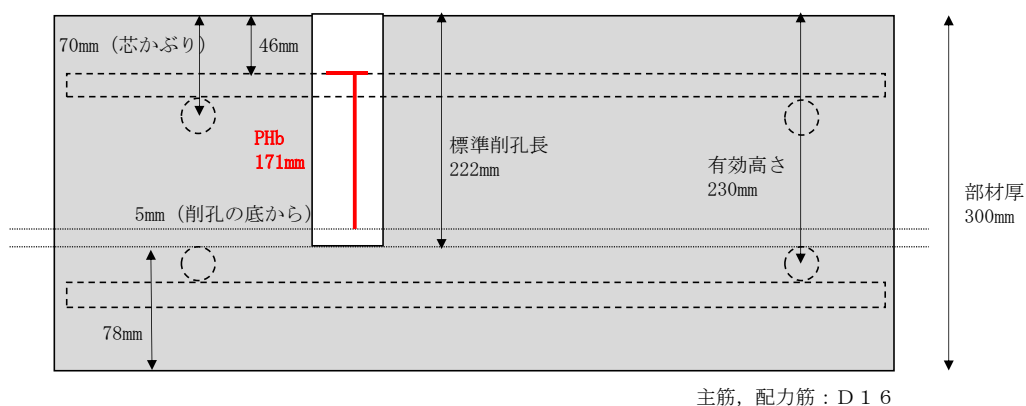 70mm（芯かぶり）
46mm
PHb
171mm
標準削孔長
222mm
有効高さ
230mm
部材厚
300mm
5mm（削孔の底から）
78mm
主筋，配力筋：Ｄ１６